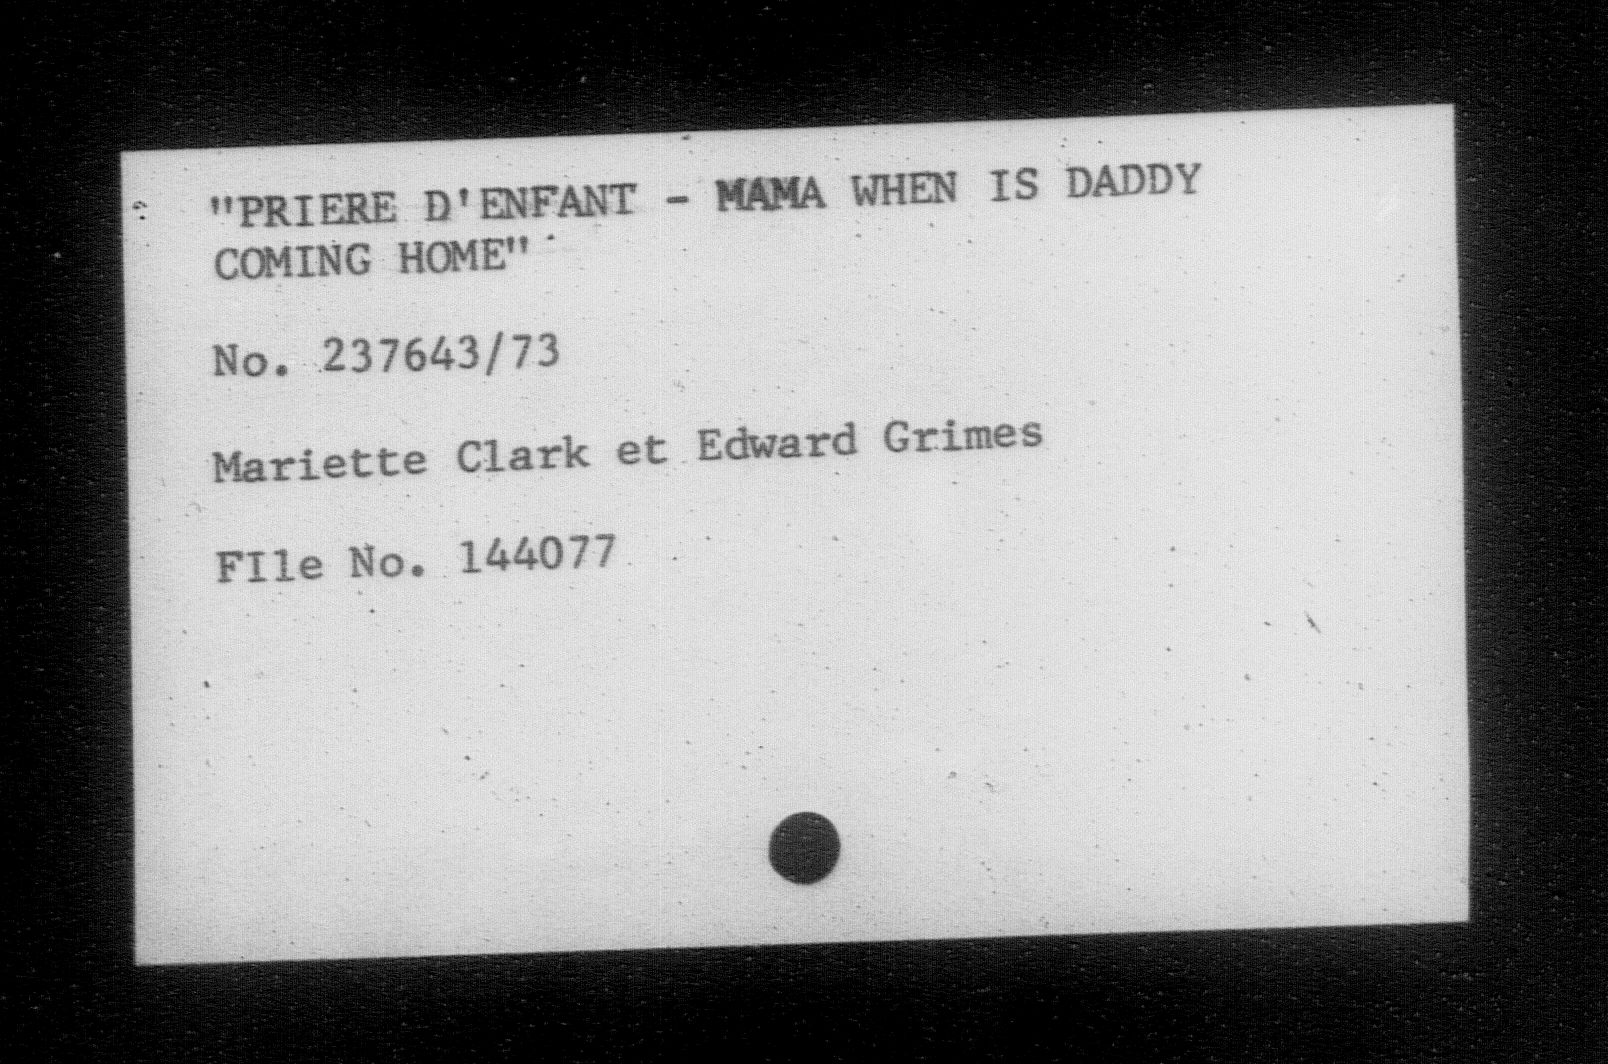 "PRIERE D'ENFANT - MAMA WHEN IS DADDY
COMING HOME"
No. 237643/73
Mariette Clark et Edward Grimes
FIle No. 144077